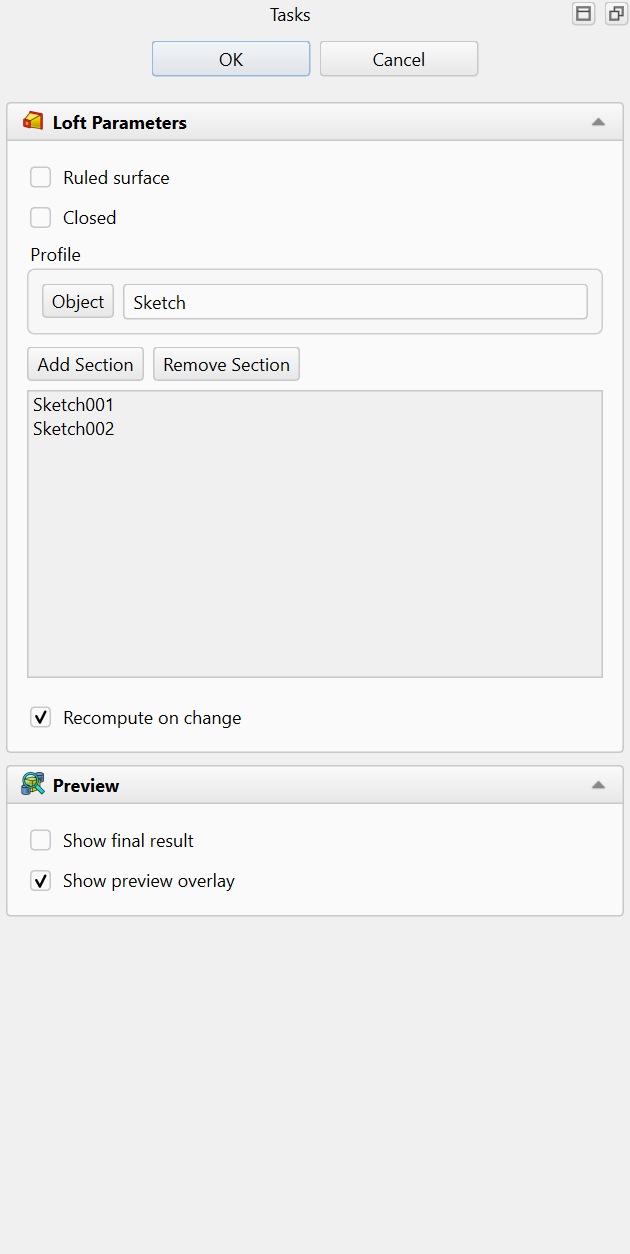 Tasks
OK Cancel
Loft Parameters
Ruled surface
Closed
Profile
Object Sketch
Add Section Remove Section
Sketch001
Sketch002
Recompute on change
Preview
Show final result
Show preview overlay